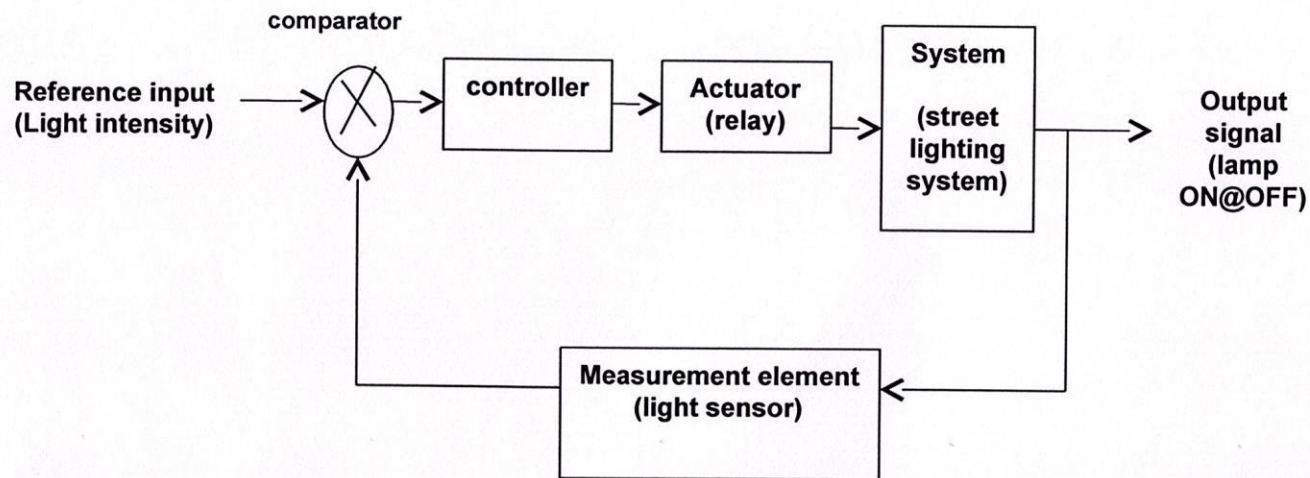 comparator
Reference input
(Light intensity)
controller
Actuator
(relay)
System
(street
lighting
system)
Output
signal
(lamp
ON@OFF)
Measurement element
(light sensor)